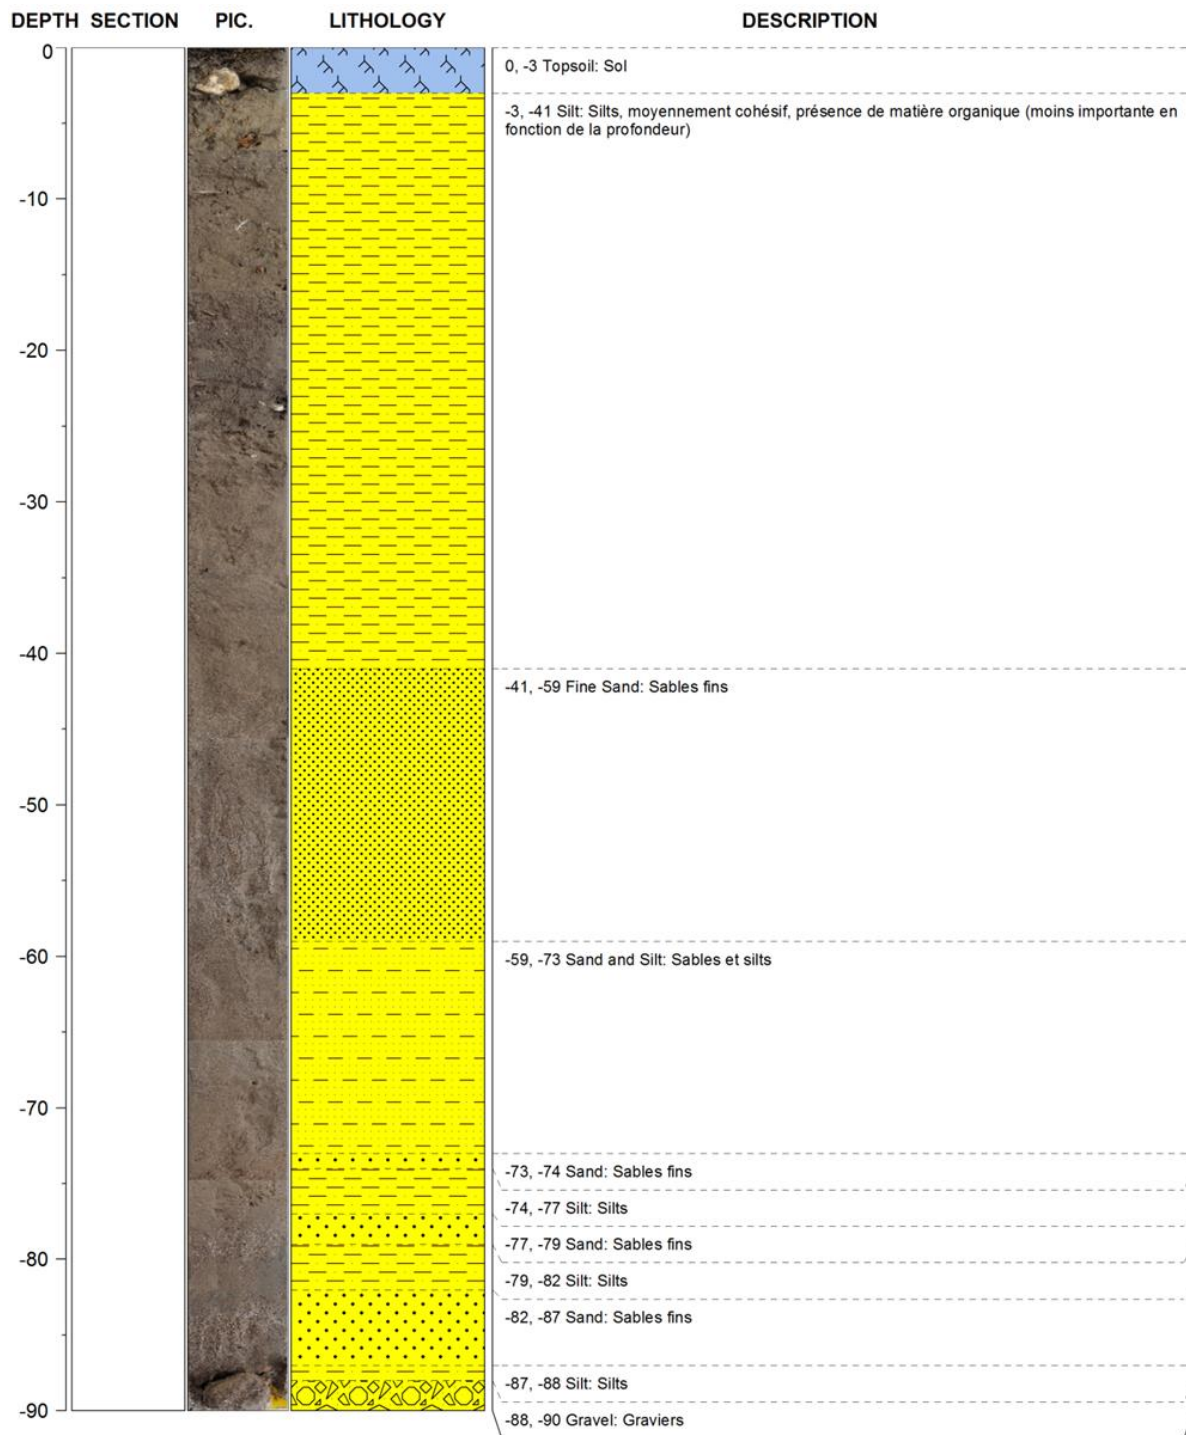 DEPTH SECTION PIC. LITHOLOGY DESCRIPTION
0
0, -3 Topsoil: Sol
-3, -41 Silt: Silts, moyennement cohésif, présence de matière organique (moins importante en
fonction de la profondeur)
-10
-20
-30
-40
-41, -59 Fine Sand: Sables fins
-50
-60
-59, -73 Sand and Silt: Sables et silts
-70
-73, -74 Sand: Sables fins
-74, -77 Silt: Silts
-77, -79 Sand: Sables fins
-80
-79, -82 Silt: Silts
-82, -87 Sand: Sables fins
-87, -88 Silt: Silts
-90
-88, -90 Gravel: Graviers